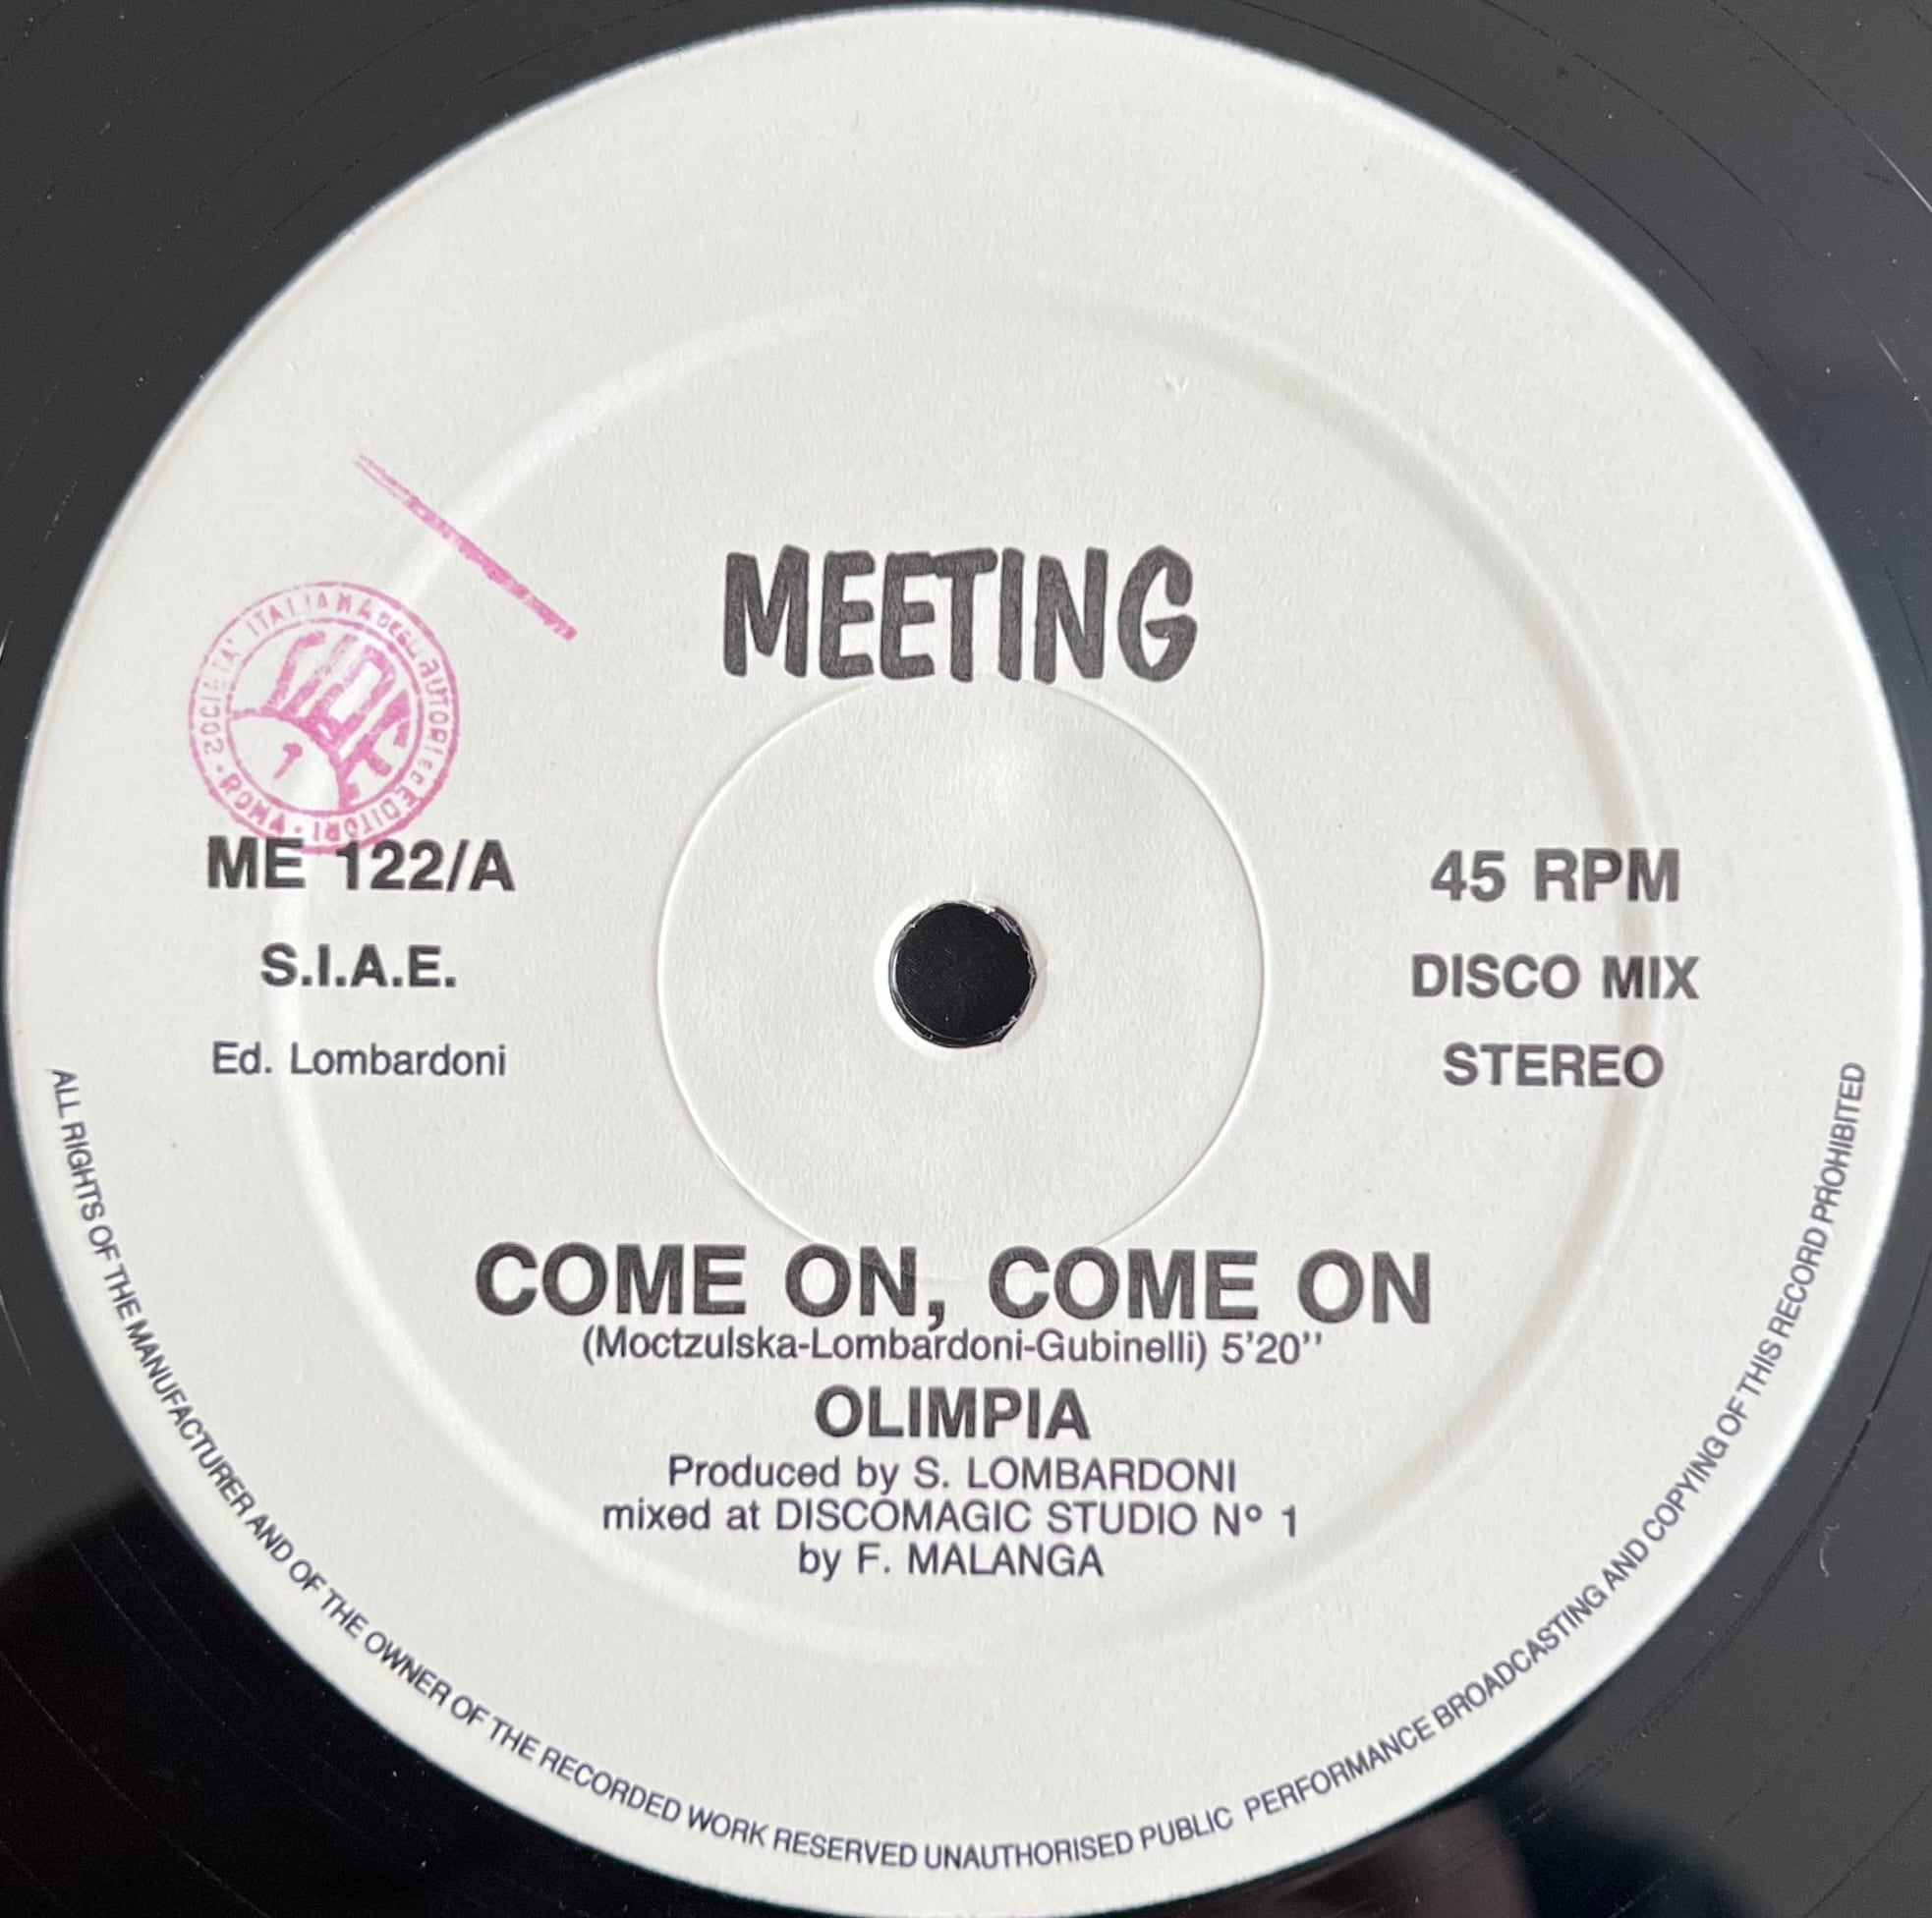 MEETING
SOCIETA' ITALIANA DEGLI AUTORI ED EDITORI · ROMA ·
SIAE
ME 122/A
S.I.A.E.
Ed. Lombardoni
45 RPM
DISCO MIX
STEREO
COME ON, COME ON
(Moctzulska-Lombardoni-Gubinelli) 5'20''
OLIMPIA
Produced by S. LOMBARDONI
mixed at DISCOMAGIC STUDIO Nº 1
by F. MALANGA
ALL RIGHTS OF THE MANUFACTURER AND OF THE OWNER OF THE RECORDED WORK RESERVED UNAUTHORISED PUBLIC PERFORMANCE BROADCASTING AND COPYING OF THIS RECORD PROHIBITED